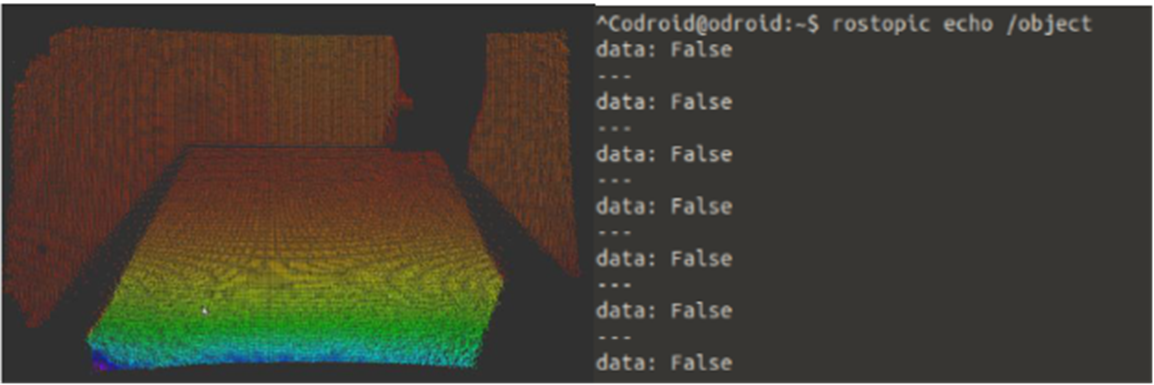 ^Codroid@odroid:~$ rostopic echo /object
data: False
---
data: False
---
data: False
---
data: False
---
data: False
---
data: False
---
data: False